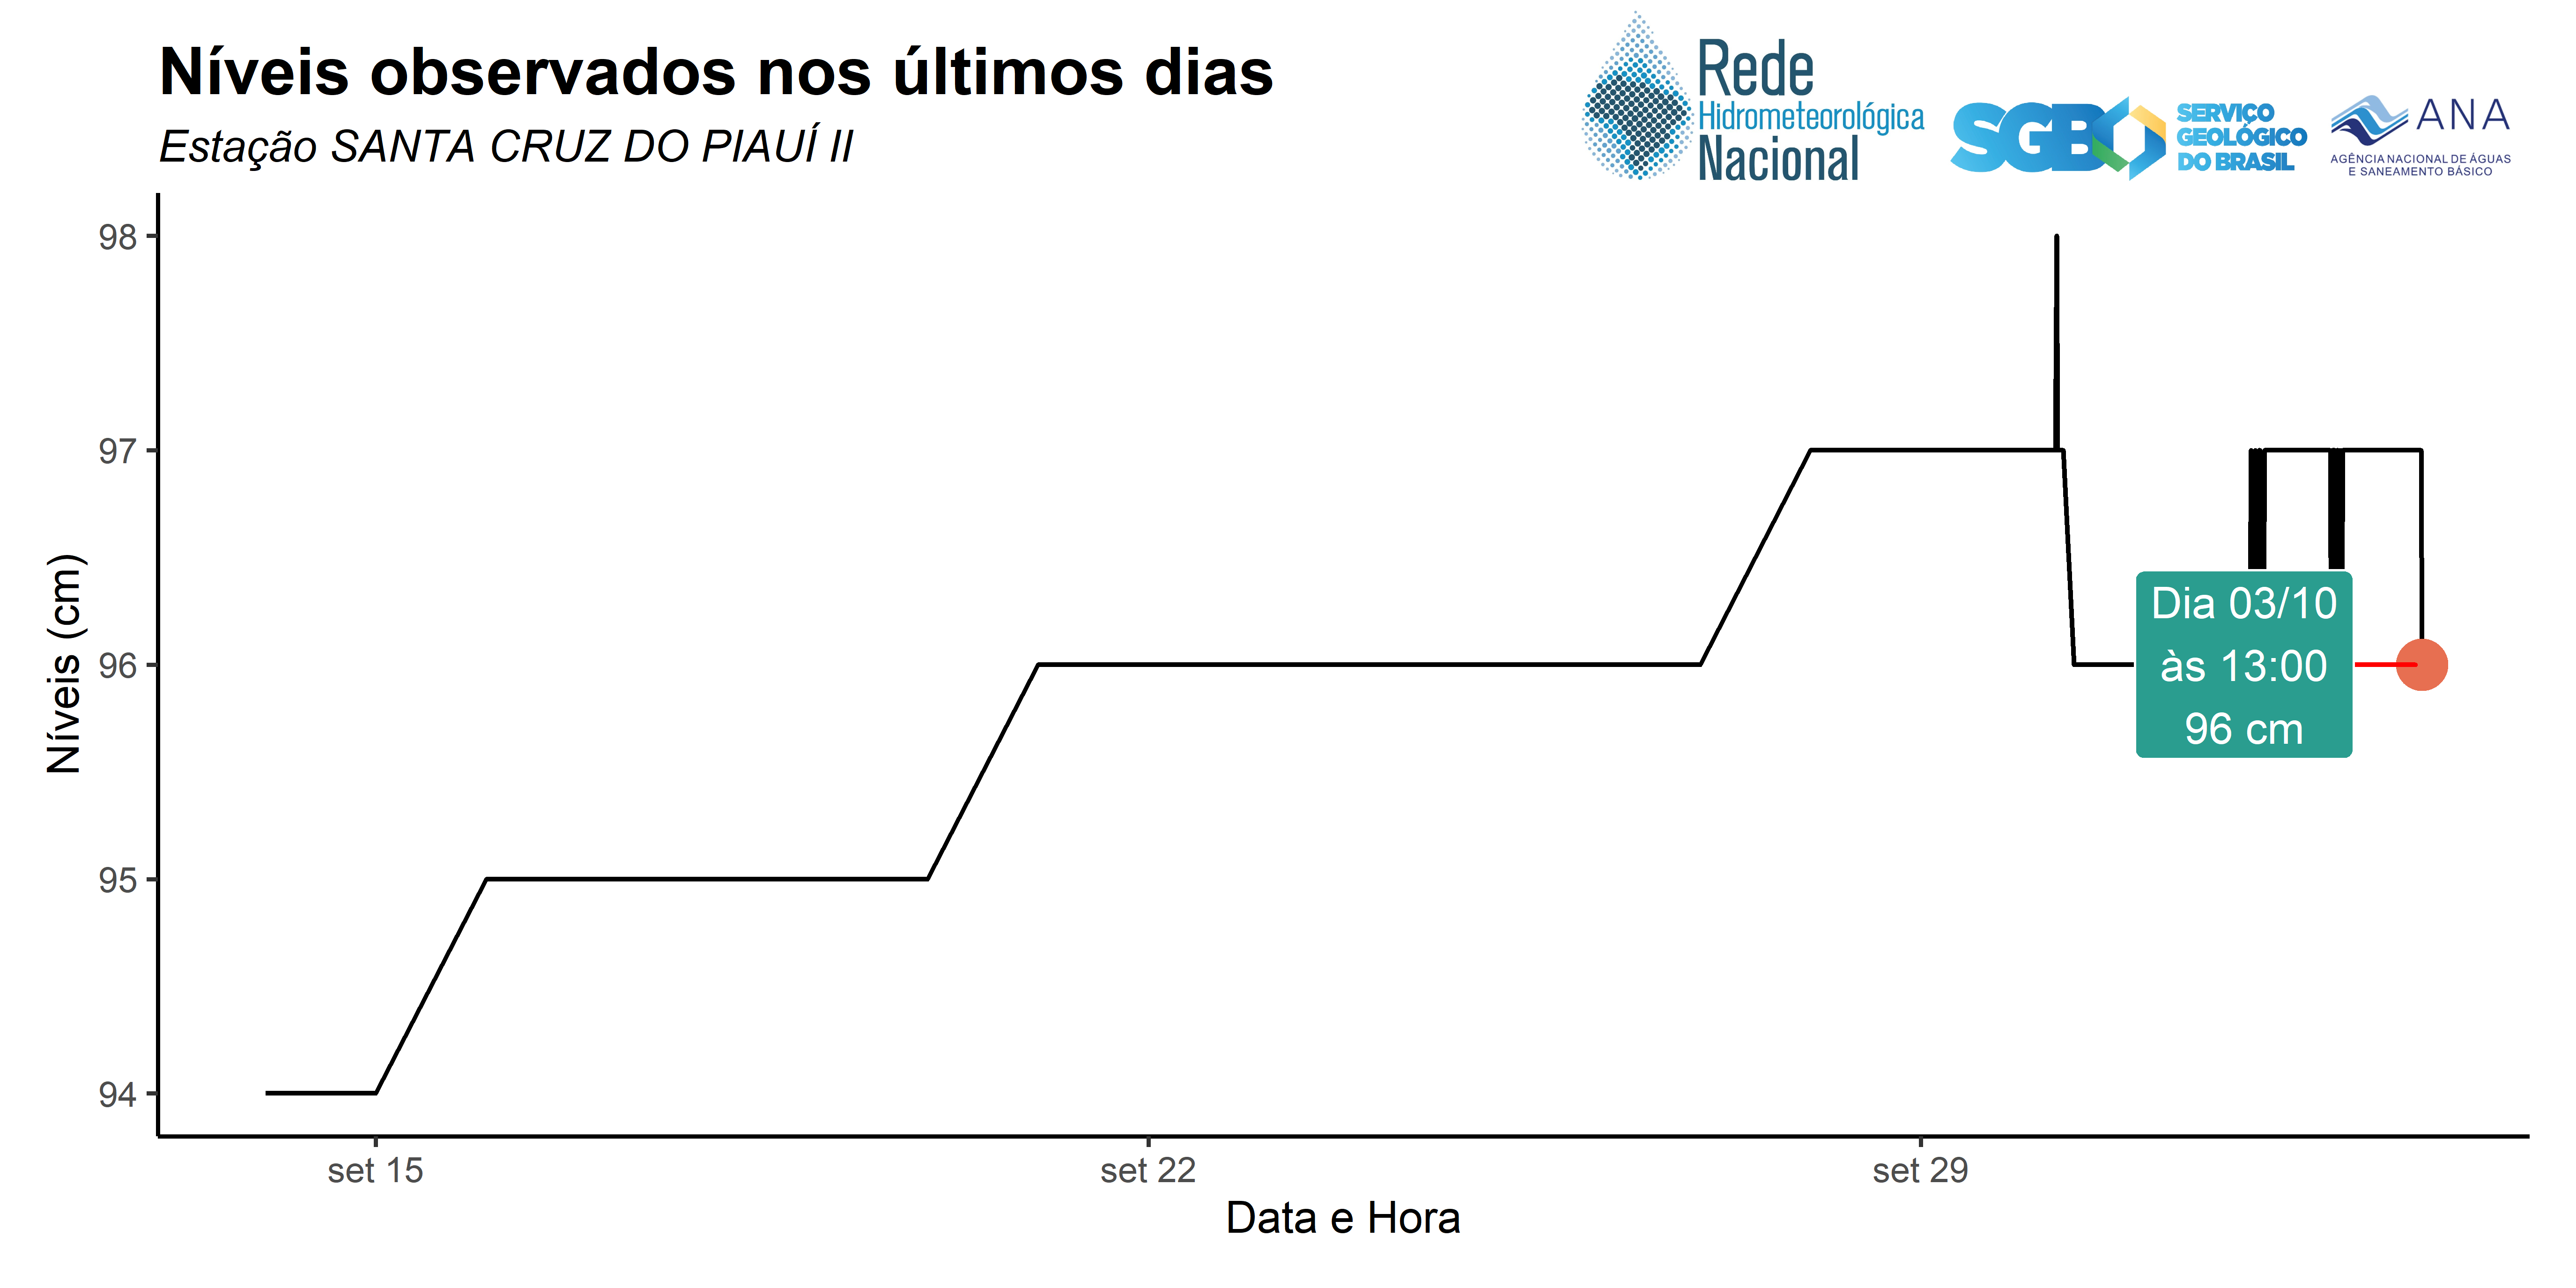 Níveis observados nos últimos dias
Estação SANTA CRUZ DO PIAUÍ II
Rede
Hidrometeorológica
Nacional
SGB
SERVIÇO
GEOLÓGICO
DO BRASIL
ANA
AGÊNCIA NACIONAL DE ÁGUAS
E SANEAMENTO BÁSICO
Níveis (cm)
98
97
96
95
94
Dia 03/10
às 13:00
96 cm
set 15
set 22
set 29
Data e Hora